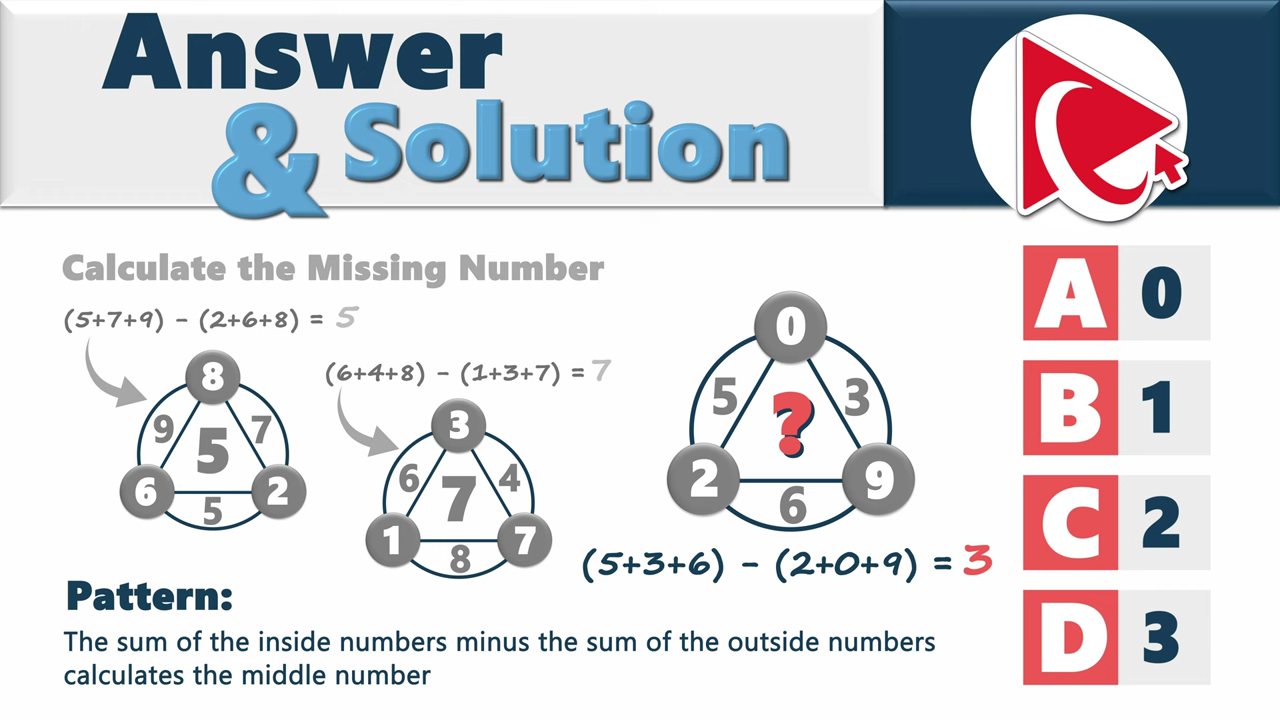 Answer
& Solution
Calculate the Missing Number
(5+7+9) - (2+6+8) = 5
(6+4+8) - (1+3+7) = 7
8
9
7
5
6
2
5
3
6
4
7
1
7
8
0
5
3
?
2
9
6
(5+3+6) - (2+0+9) = 3
A 0
B 1
C 2
D 3
Pattern:
The sum of the inside numbers minus the sum of the outside numbers
calculates the middle number